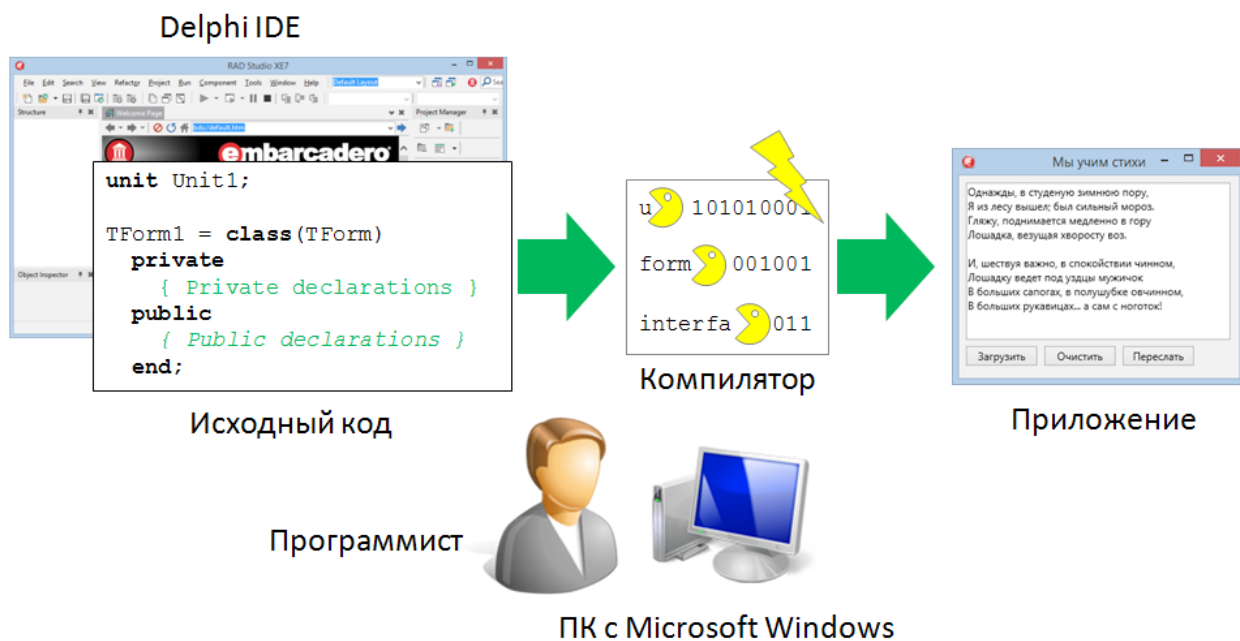 Delphi IDE
RAD Studio XE7
File Edit Search View Refactor Project Run Component Tools Window Help Default Layout
Structure
Welcome Page
Project Manager
bds:/default.htm
embarcadero
Object Inspector
unit Unit1;
TForm1 = class(TForm)
private
{ Private declarations }
public
{ Public declarations }
end;
Исходный код
u 101010001
form 001001
interfa 011
Компилятор
Мы учим стихи
Однажды, в студеную зимнюю пору,
Я из лесу вышел; был сильный мороз.
Гляжу, поднимается медленно в гору
Лошадка, везущая хворосту воз.
И, шествуя важно, в спокойствии чинном,
Лошадку ведет под уздцы мужичок
В больших сапогах, в полушубке овчинном,
В больших рукавицах... а сам с ноготок!
Загрузить Очистить Переслать
Приложение
Программист
ПК с Microsoft Windows